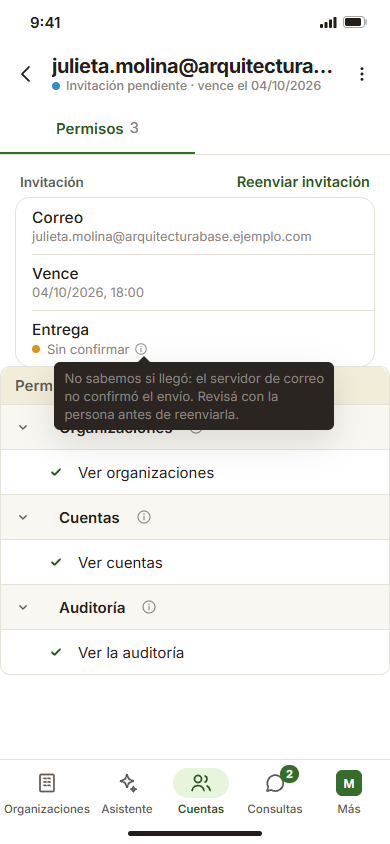 9:41
julieta.molina@arquitectura...
Invitación pendiente · vence el 04/10/2026
Permisos 3
Invitación
Reenviar invitación
Correo
julieta.molina@arquitecturabase.ejemplo.com
Vence
04/10/2026, 18:00
Entrega
Sin confirmar
No sabemos si llegó: el servidor de correo
no confirmó el envío. Revisá con la
persona antes de reenviarla.
Ver organizaciones
Cuentas
Ver cuentas
Auditoría
Ver la auditoría
Organizaciones
Asistente
Cuentas
2
Consultas
M
Más